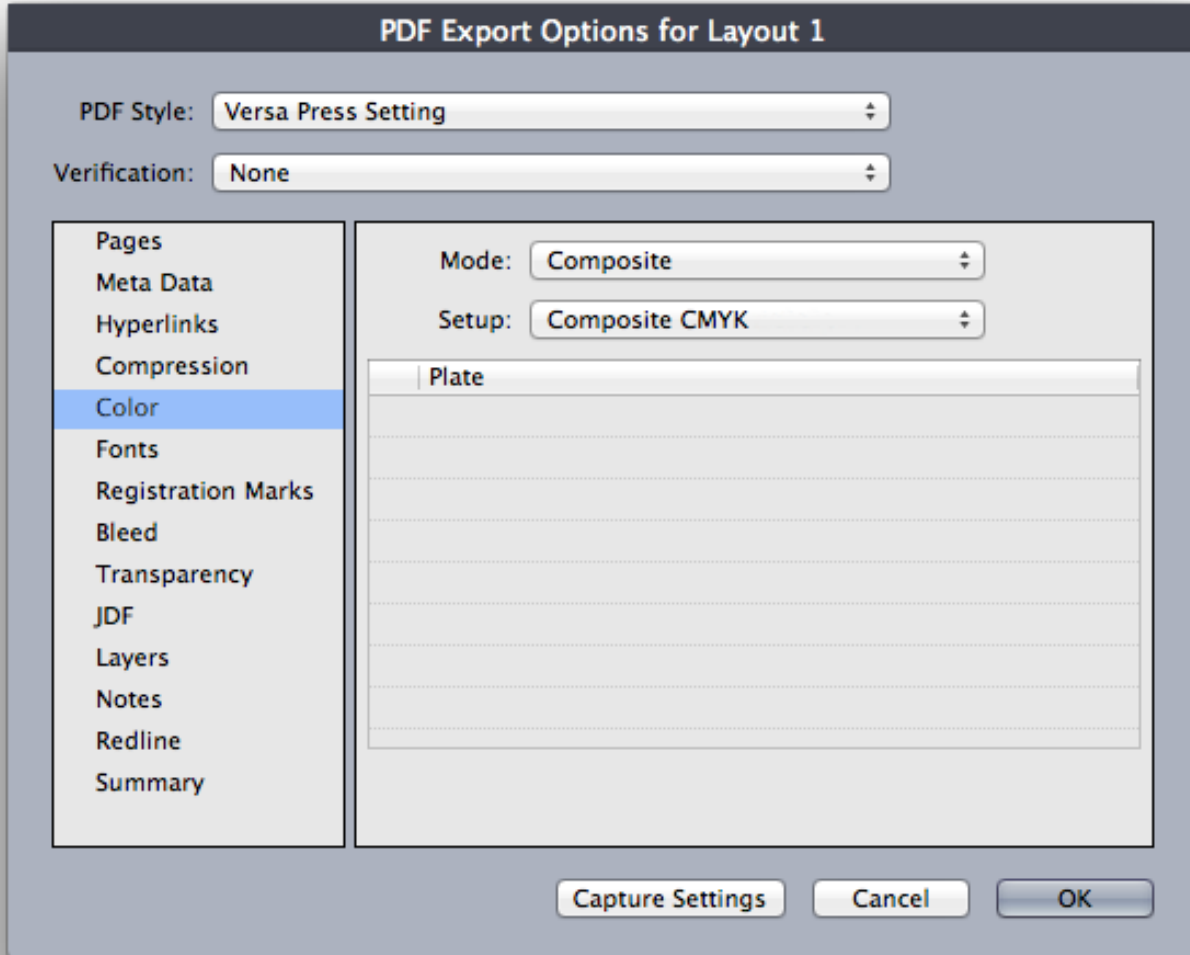 PDF Export Options for Layout 1
PDF Style: Versa Press Setting
Verification: None
Pages
Meta Data
Hyperlinks
Compression
Color
Fonts
Registration Marks
Bleed
Transparency
JDF
Layers
Notes
Redline
Summary
Mode: Composite
Setup: Composite CMYK
Plate
Capture Settings Cancel OK